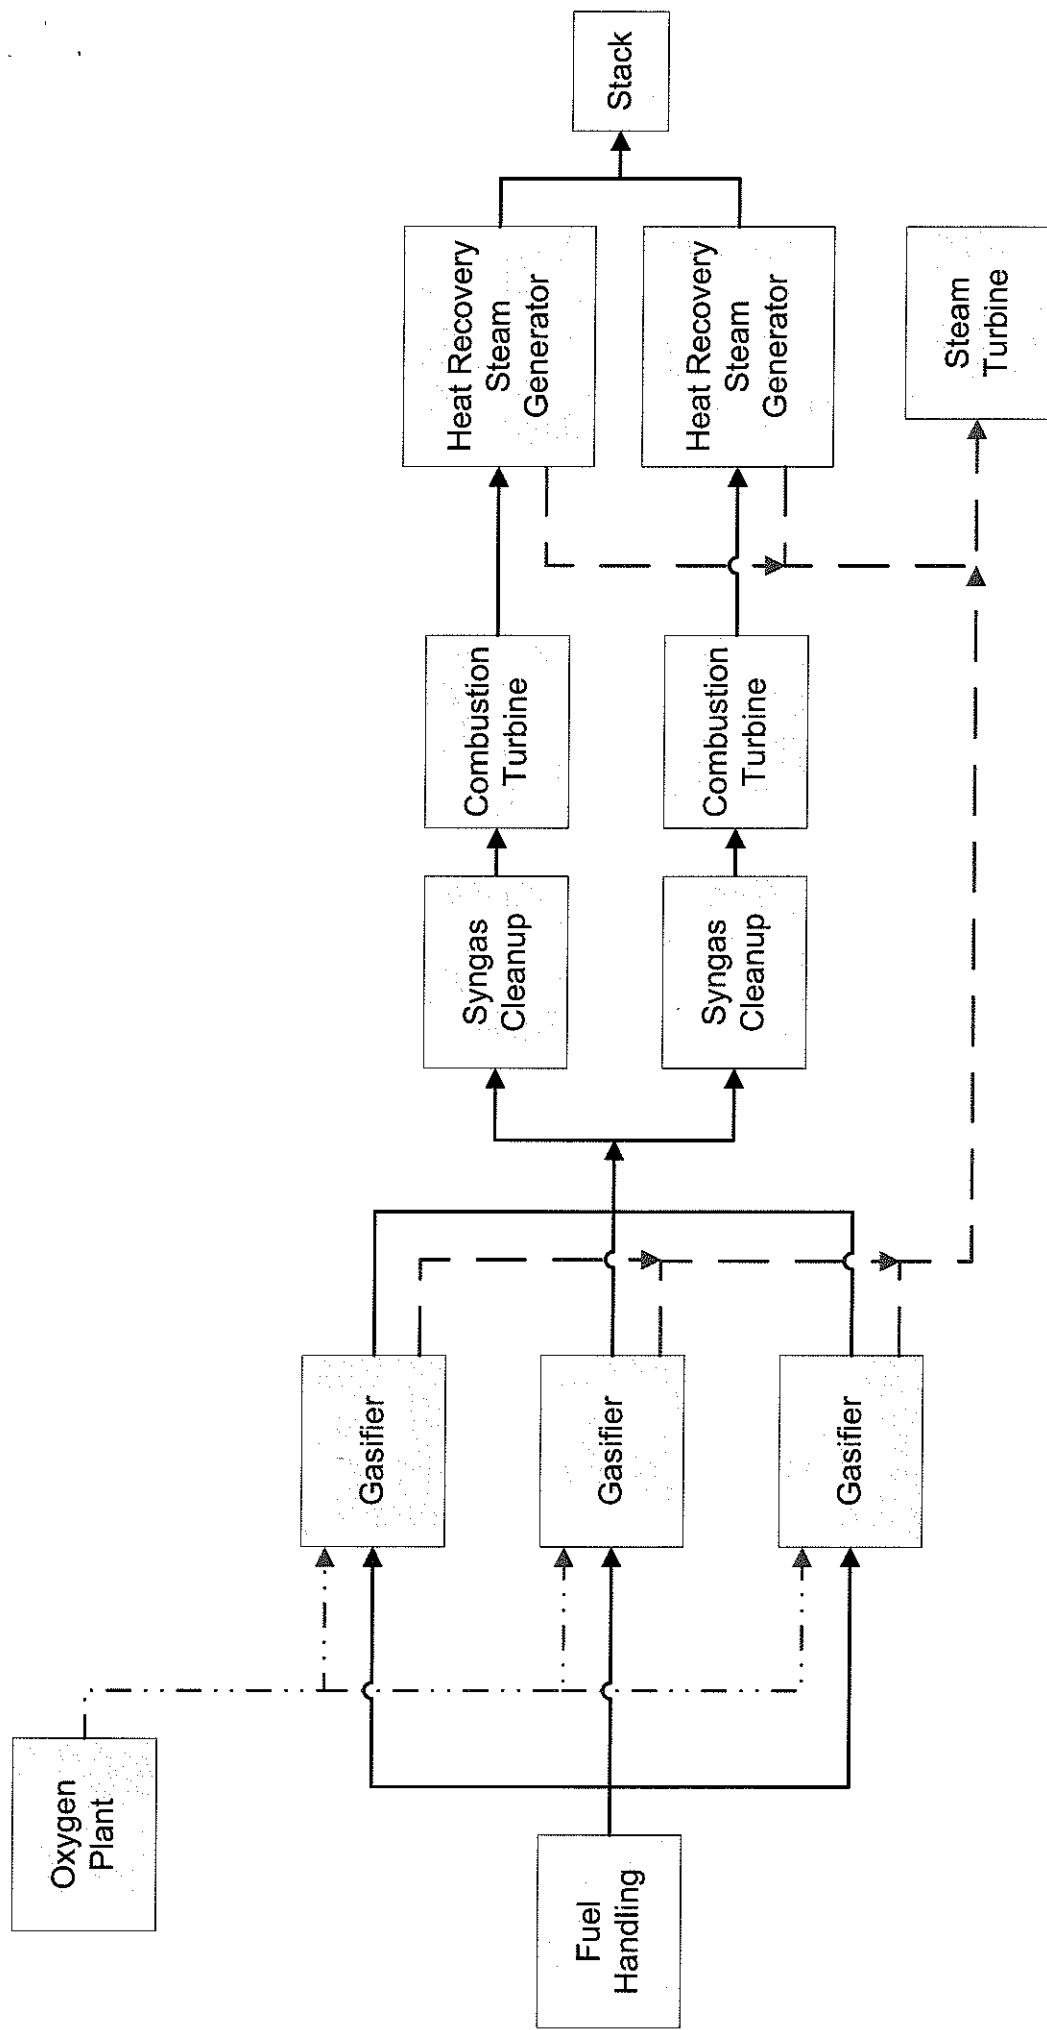 Oxygen
Plant
Fuel
Handling
Gasifier
Gasifier
Gasifier
Syngas
Cleanup
Syngas
Cleanup
Combustion
Turbine
Combustion
Turbine
Heat Recovery
Steam
Generator
Heat Recovery
Steam
Generator
Steam
Turbine
Stack